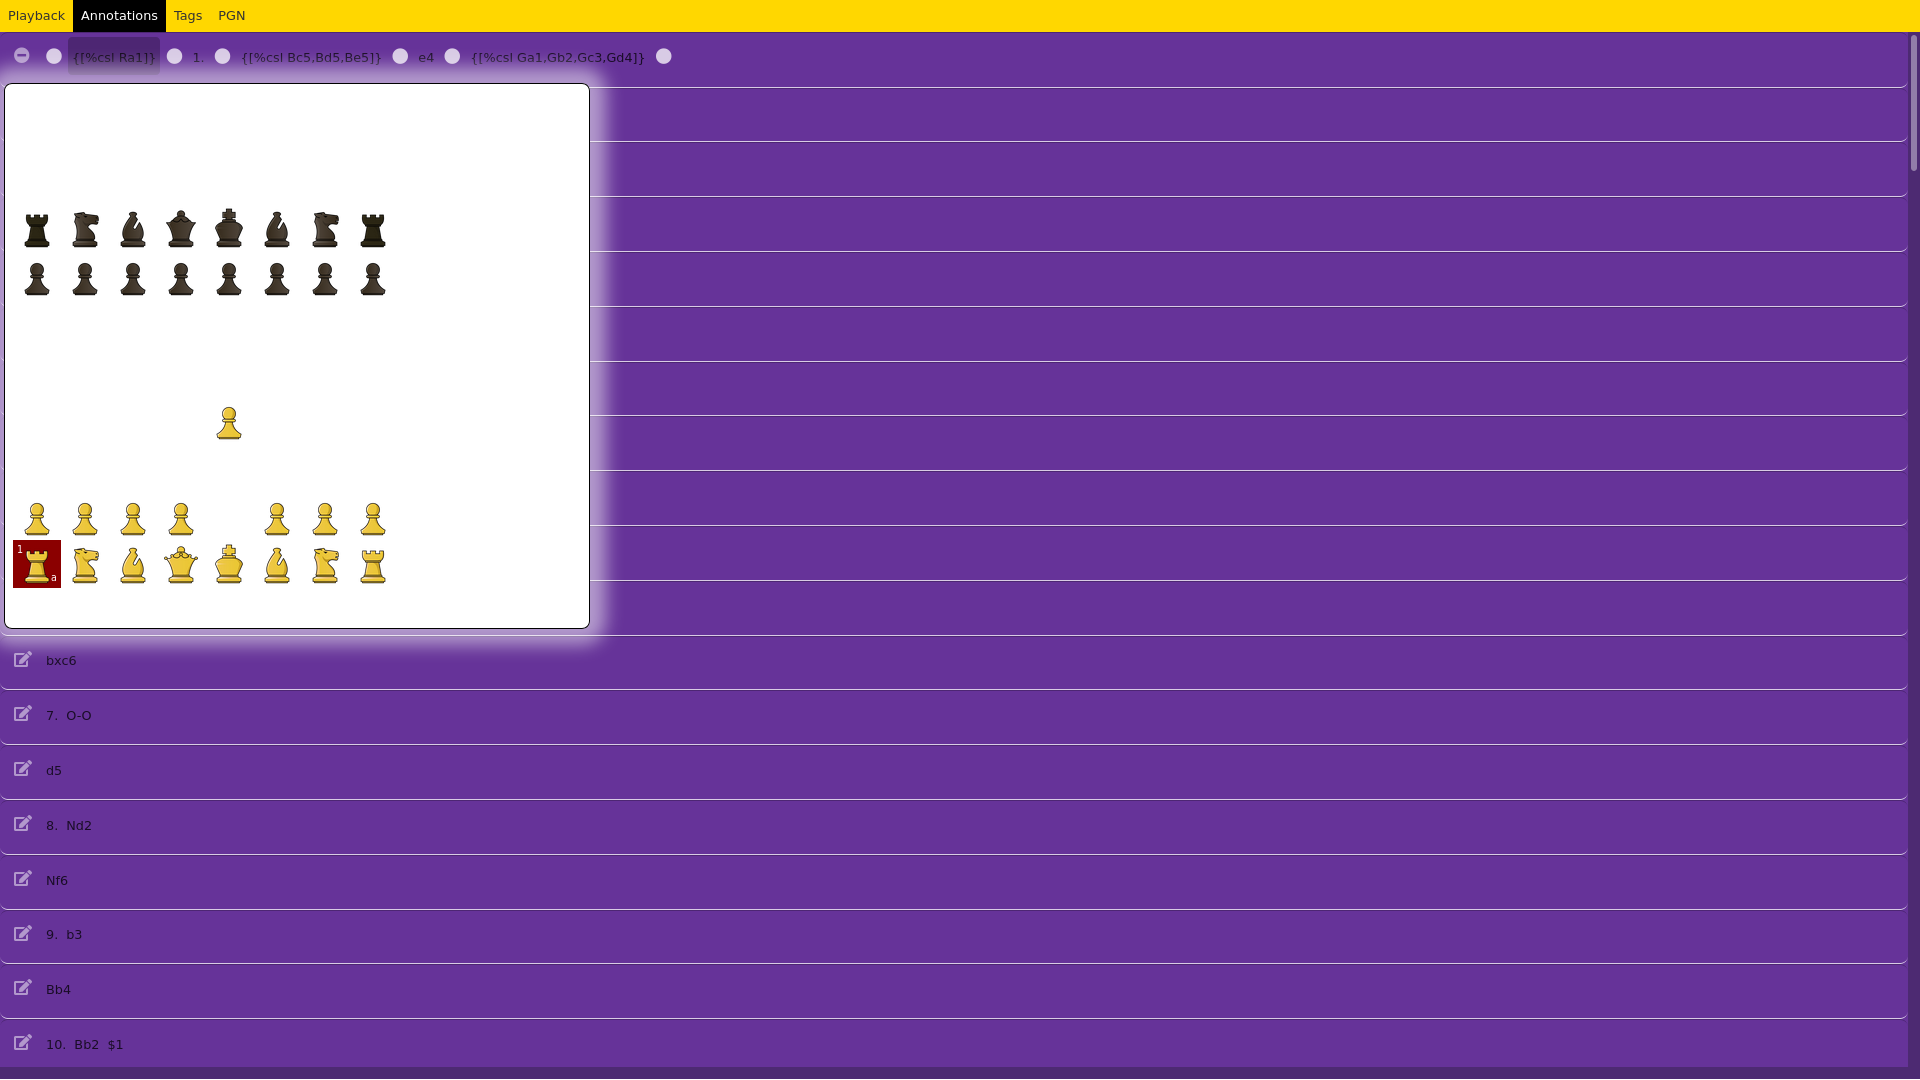 Playback Annotations Tags PGN
{[%csl Ra1]} 1. {[%csl Bc5,Bd5,Be5]} e4 {[%csl Ga1,Gb2,Gc3,Gd4]}
1
a
bxc6
7. O-O
d5
8. Nd2
Nf6
9. b3
Bb4
10. Bb2 $1